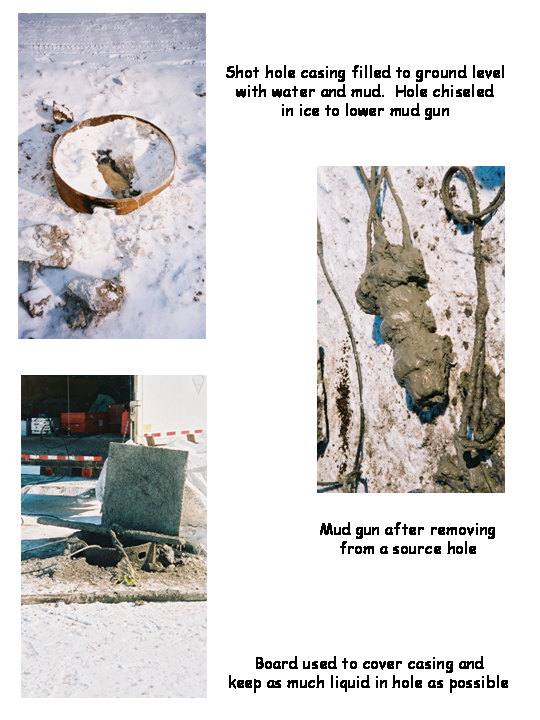 Shot hole casing filled to ground level
with water and mud.  Hole chiseled
in ice to lower mud gun
Mud gun after removing
from a source hole
Board used to cover casing and
keep as much liquid in hole as possible